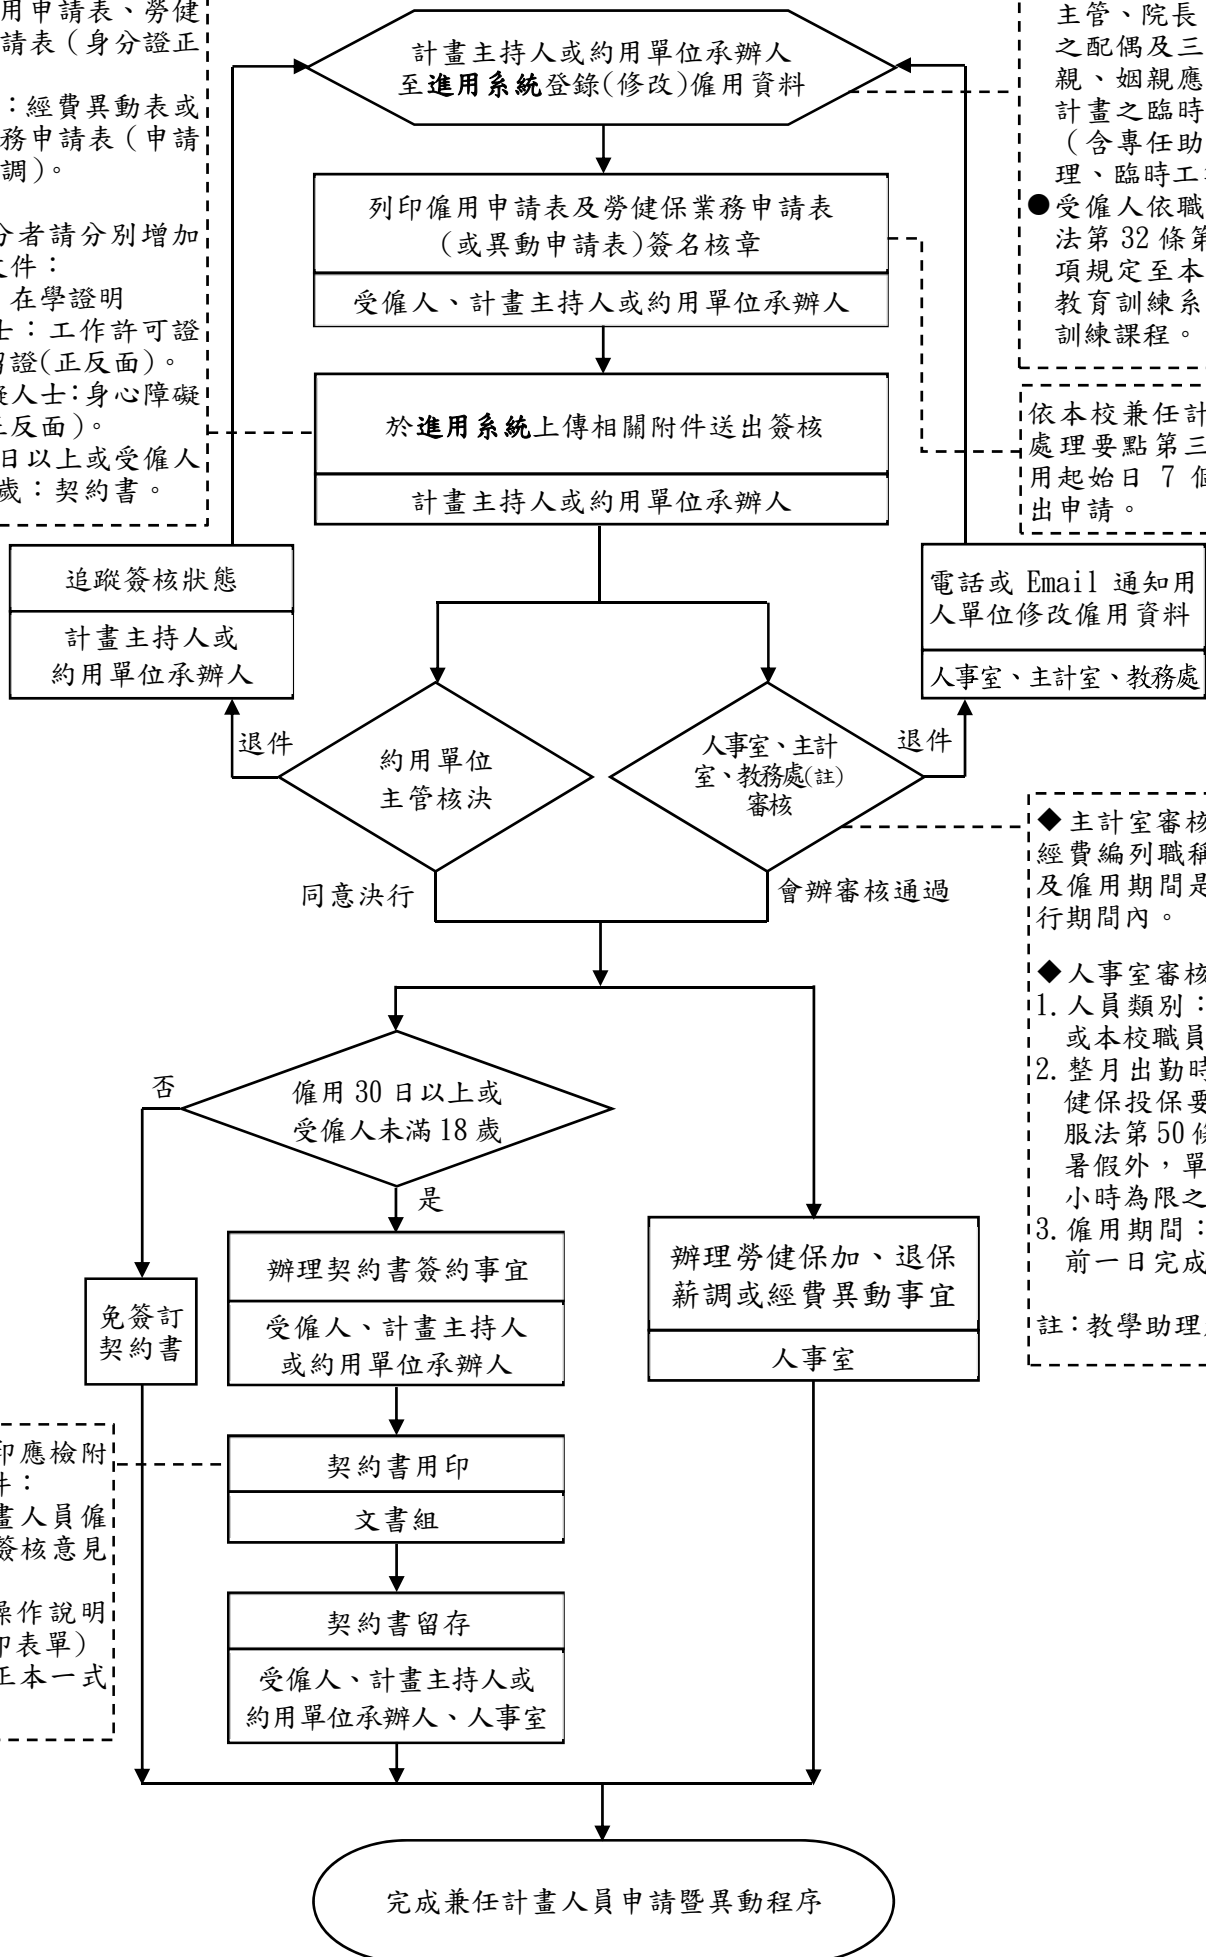 用申請表、勞健
請表（身分證正
：經費異動表或
務申請表（申請
調）。
分者請分別增加
文件：
在學證明
士：工作許可證
留證(正反面)。
礙人士：身心障礙
正反面)。
日以上或受僱人
歲：契約書。
計畫主持人或約用單位承辦人
至進用系統登錄(修改)僱用資料
列印僱用申請表及勞健保業務申請表
(或異動申請表)簽名核章
受僱人、計畫主持人或約用單位承辦人
於進用系統上傳相關附件送出簽核
計畫主持人或約用單位承辦人
主管、院長
之配偶及三
親、姻親應
計畫之臨時
（含專任助
理、臨時工
●受僱人依職
法第 32 條第
項規定至本
教育訓練系
訓練課程。
依本校兼任計
處理要點第三
用起始日 7 個
出申請。
追蹤簽核狀態
計畫主持人或
約用單位承辦人
電話或 Email 通知用
人單位修改僱用資料
人事室、主計室、教務處
退件
約用單位
主管核決
人事室、主計
室、教務處(註)
審核
退件
同意決行
會辦審核通過
◆主計室審核
經費編列職稱
及僱用期間是
行期間內。
◆人事室審核
1.人員類別：
或本校職員
2.整月出勤時
健保投保要
服法第 50 條
暑假外，單
小時為限之
3.僱用期間：
前一日完成
註：教學助理
否
僱用 30 日以上或
受僱人未滿 18 歲
是
免簽訂
契約書
辦理契約書簽約事宜
受僱人、計畫主持人
或約用單位承辦人
辦理勞健保加、退保
薪調或經費異動事宜
人事室
印應檢附
件：
畫人員僱
簽核意見
操作說明
印表單）
正本一式
契約書用印
文書組
契約書留存
受僱人、計畫主持人或
約用單位承辦人、人事室
完成兼任計畫人員申請暨異動程序